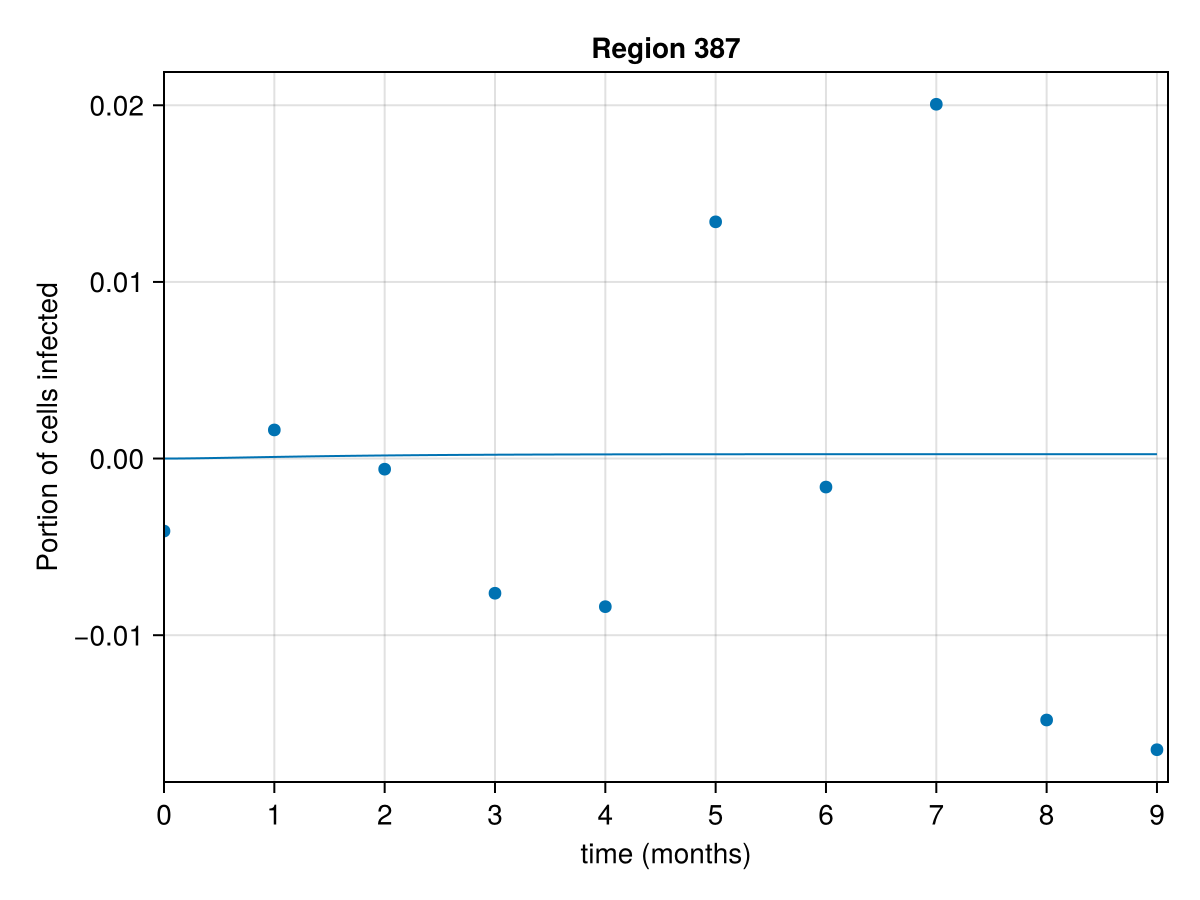 Region 387
0.02
0.01
0.00
−0.01
Portion of cells infected
0 1 2 3 4 5 6 7 8 9
time (months)